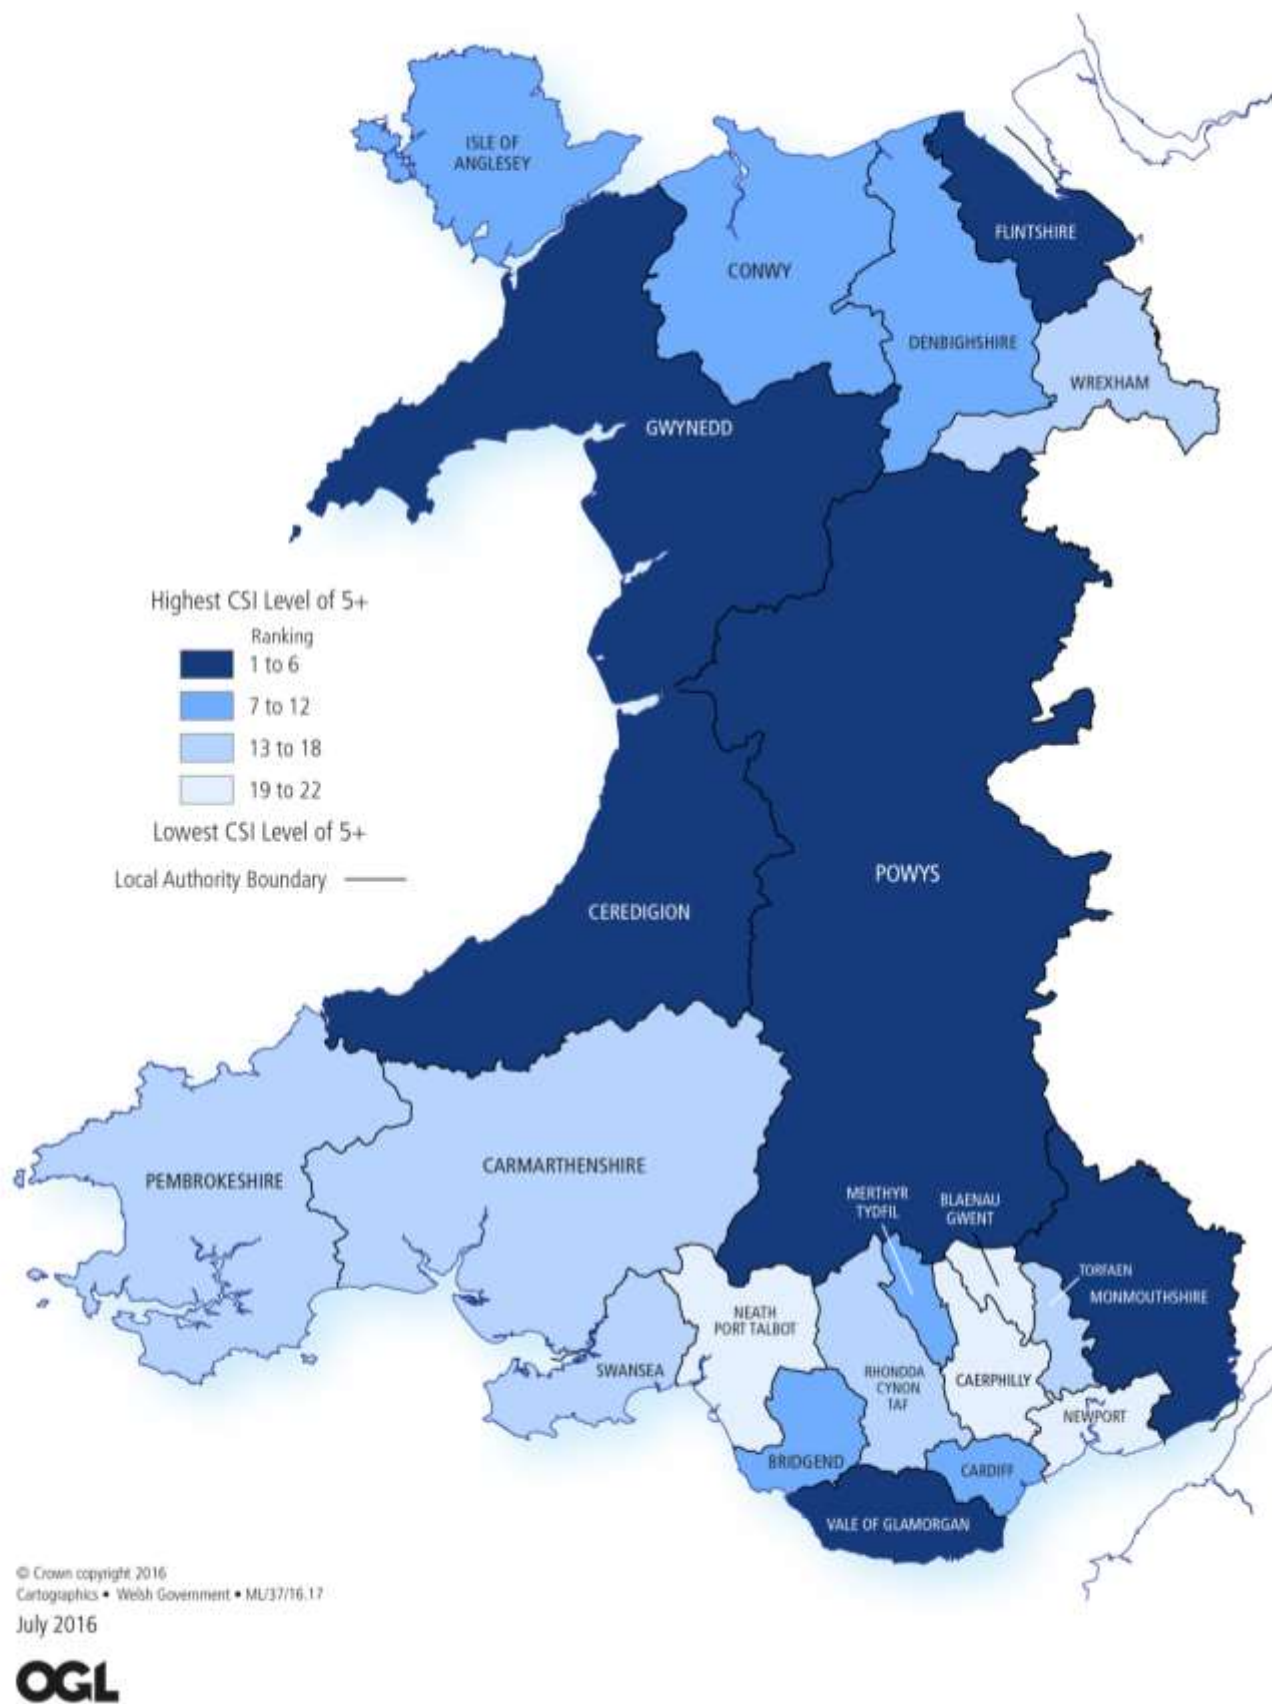 ISLE OF
ANGLESEY
FLINTSHIRE
CONWY
DENBIGHSHIRE
WREXHAM
GWYNEDD
Highest CSI Level of 5+
Ranking
1 to 6
7 to 12
13 to 18
19 to 22
Lowest CSI Level of 5+
Local Authority Boundary
POWYS
CEREDIGION
CARMARTHENSHIRE
PEMBROKESHIRE
MERTHYR
TYDFIL
BLAENAU
GWENT
TORFAEN
MONMOUTHSHIRE
NEATH
PORT TALBOT
SWANSEA
RHONDDA
CYNON
TAF
CAERPHILLY
NEWPORT
BRIDGEND
CARDIFF
VALE OF GLAMORGAN
© Crown copyright 2016
Cartographics • Welsh Government • ML/37/16.17
July 2016
OGL